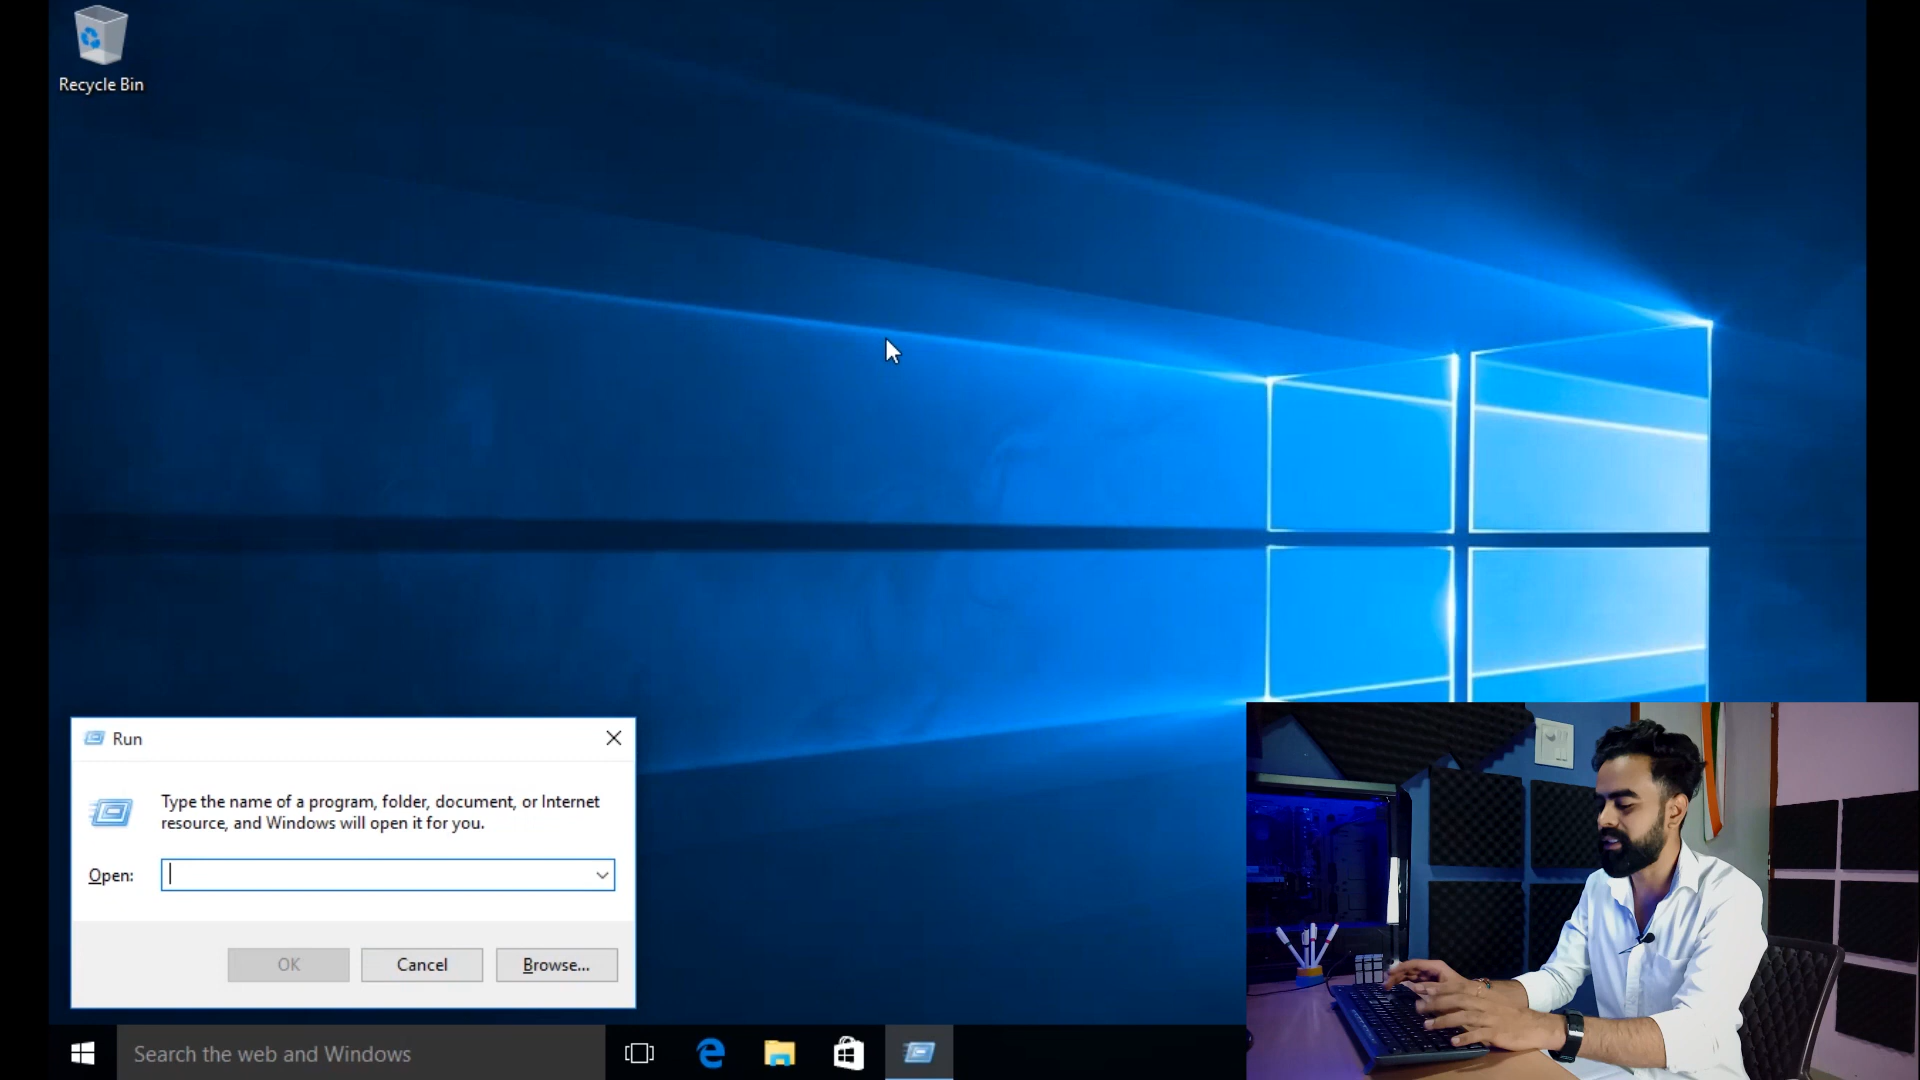 Recycle Bin
Run
Type the name of a program, folder, document, or Internet
resource, and Windows will open it for you.
Open:
OK
Cancel
Browse...
Search the web and Windows